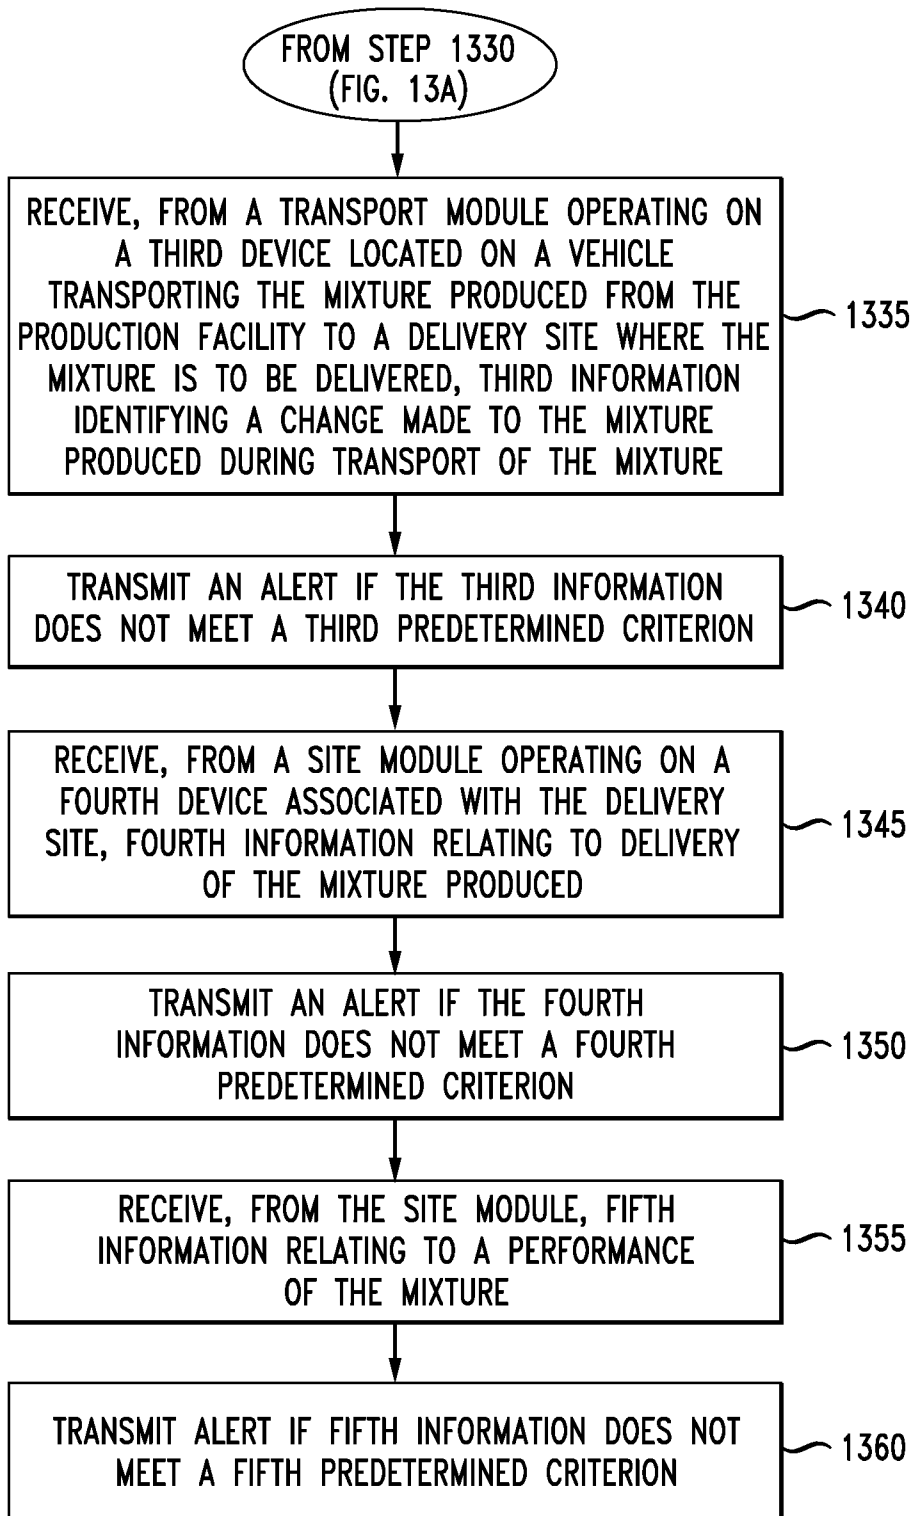 FROM STEP 1330
(FIG. 13A)
RECEIVE, FROM A TRANSPORT MODULE OPERATING ON
A THIRD DEVICE LOCATED ON A VEHICLE
TRANSPORTING THE MIXTURE PRODUCED FROM THE
PRODUCTION FACILITY TO A DELIVERY SITE WHERE THE
MIXTURE IS TO BE DELIVERED, THIRD INFORMATION
IDENTIFYING A CHANGE MADE TO THE MIXTURE
PRODUCED DURING TRANSPORT OF THE MIXTURE
1335
TRANSMIT AN ALERT IF THE THIRD INFORMATION
DOES NOT MEET A THIRD PREDETERMINED CRITERION
1340
RECEIVE, FROM A SITE MODULE OPERATING ON A
FOURTH DEVICE ASSOCIATED WITH THE DELIVERY
SITE, FOURTH INFORMATION RELATING TO DELIVERY
OF THE MIXTURE PRODUCED
1345
TRANSMIT AN ALERT IF THE FOURTH
INFORMATION DOES NOT MEET A FOURTH
PREDETERMINED CRITERION
1350
RECEIVE, FROM THE SITE MODULE, FIFTH
INFORMATION RELATING TO A PERFORMANCE
OF THE MIXTURE
1355
TRANSMIT ALERT IF FIFTH INFORMATION DOES NOT
MEET A FIFTH PREDETERMINED CRITERION
1360